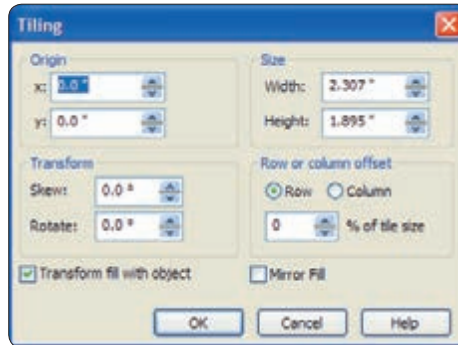 Tiling
Origin
x: 0.0 "
y: 0.0 "
Size
Width: 2.307 "
Height: 1.895 "
Transform
Skew: 0.0 °
Rotate: 0.0 °
Row or column offset
Row Column
0 % of tile size
Transform fill with object
Mirror Fill
OK Cancel Help